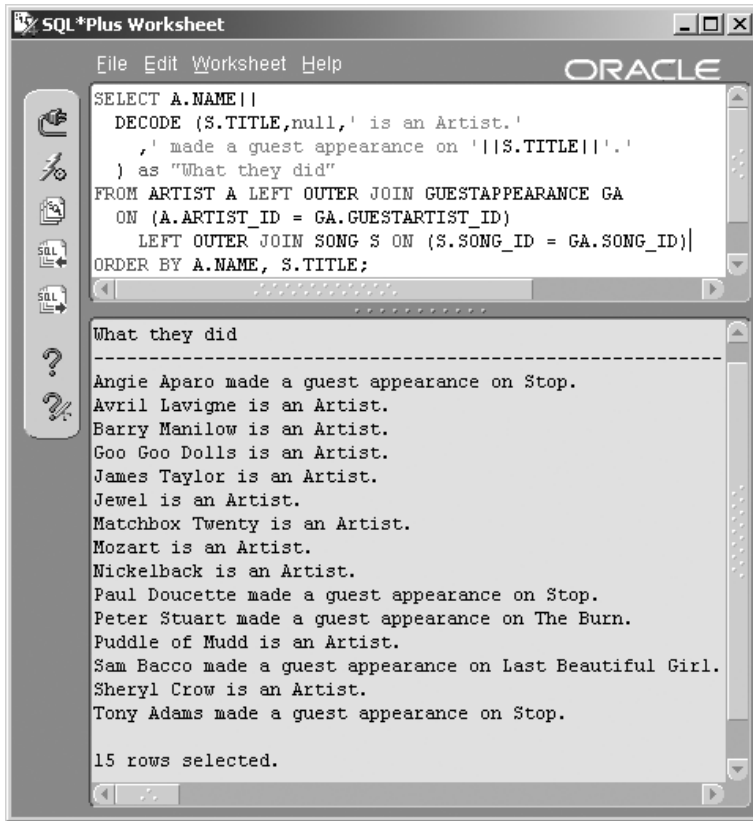 SQL*Plus Worksheet
File Edit Worksheet Help
ORACLE
SELECT A.NAME||
DECODE (S.TITLE,null,' is an Artist.'
,' made a guest appearance on '||S.TITLE||'.'
) as "What they did"
FROM ARTIST A LEFT OUTER JOIN GUESTAPPEARANCE GA
ON (A.ARTIST_ID = GA.GUESTARTIST_ID)
LEFT OUTER JOIN SONG S ON (S.SONG_ID = GA.SONG_ID)
ORDER BY A.NAME, S.TITLE;
SQL
SQL
What they did
------------------------------------------------------------
Angie Aparo made a guest appearance on Stop.
Avril Lavigne is an Artist.
Barry Manilow is an Artist.
Goo Goo Dolls is an Artist.
James Taylor is an Artist.
Jewel is an Artist.
Matchbox Twenty is an Artist.
Mozart is an Artist.
Nickelback is an Artist.
Paul Doucette made a guest appearance on Stop.
Peter Stuart made a guest appearance on The Burn.
Puddle of Mudd is an Artist.
Sam Bacco made a guest appearance on Last Beautiful Girl.
Sheryl Crow is an Artist.
Tony Adams made a guest appearance on Stop.
15 rows selected.